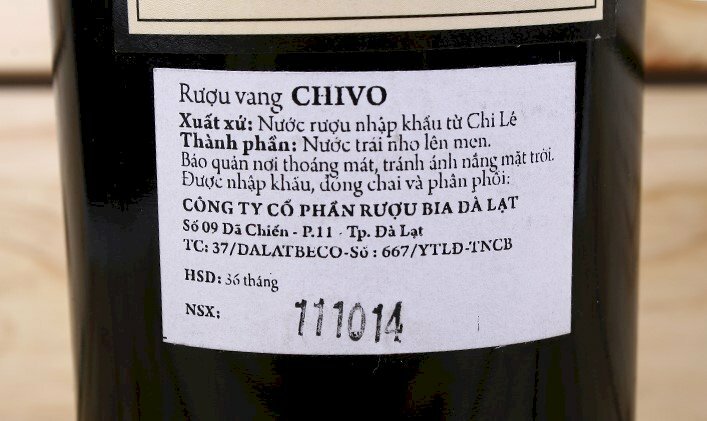 Rượu vang CHIVO
Xuất xứ: Nước rượu nhập khẩu từ Chi Lê
Thành phần: Nước trái nho lên men.
Bảo quản nơi thoáng mát, tránh ánh nắng mặt trời.
Được nhập khẩu, đóng chai và phân phối:
CÔNG TY CỔ PHẦN RƯỢU BIA ĐÀ LẠT
Số 09 Dã Chiến - P.11 - Tp. Đà Lạt
TC: 37/DALATBECO-Số : 667/YTLĐ-TNCB
HSD: 36 tháng
NSX: 111014